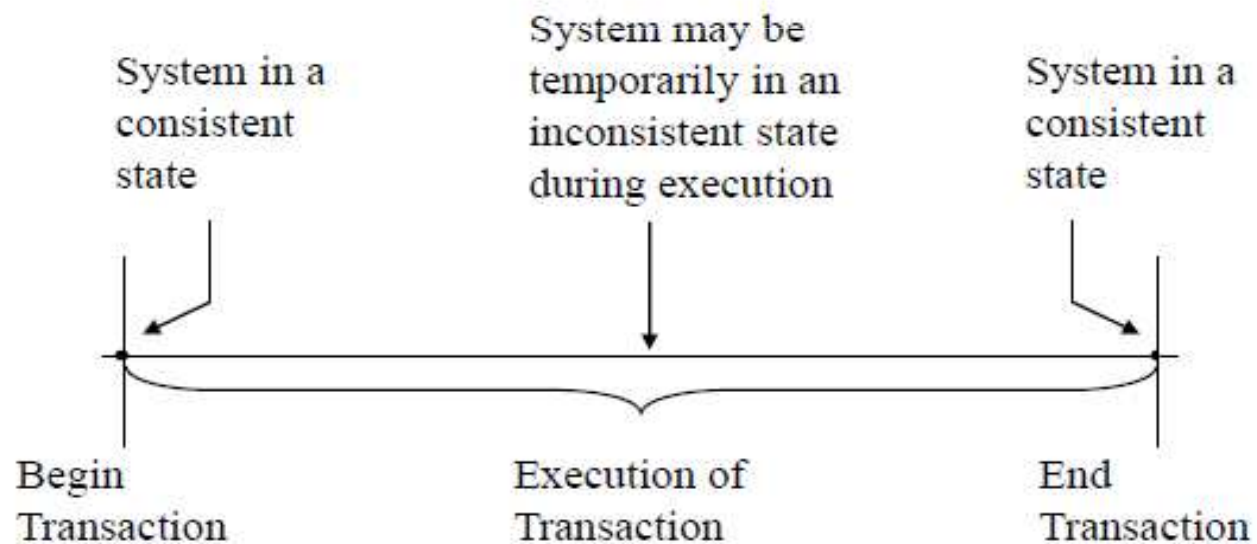 System in a
consistent
state
System may be
temporarily in an
inconsistent state
during execution
System in a
consistent
state
Begin
Transaction
Execution of
Transaction
End
Transaction